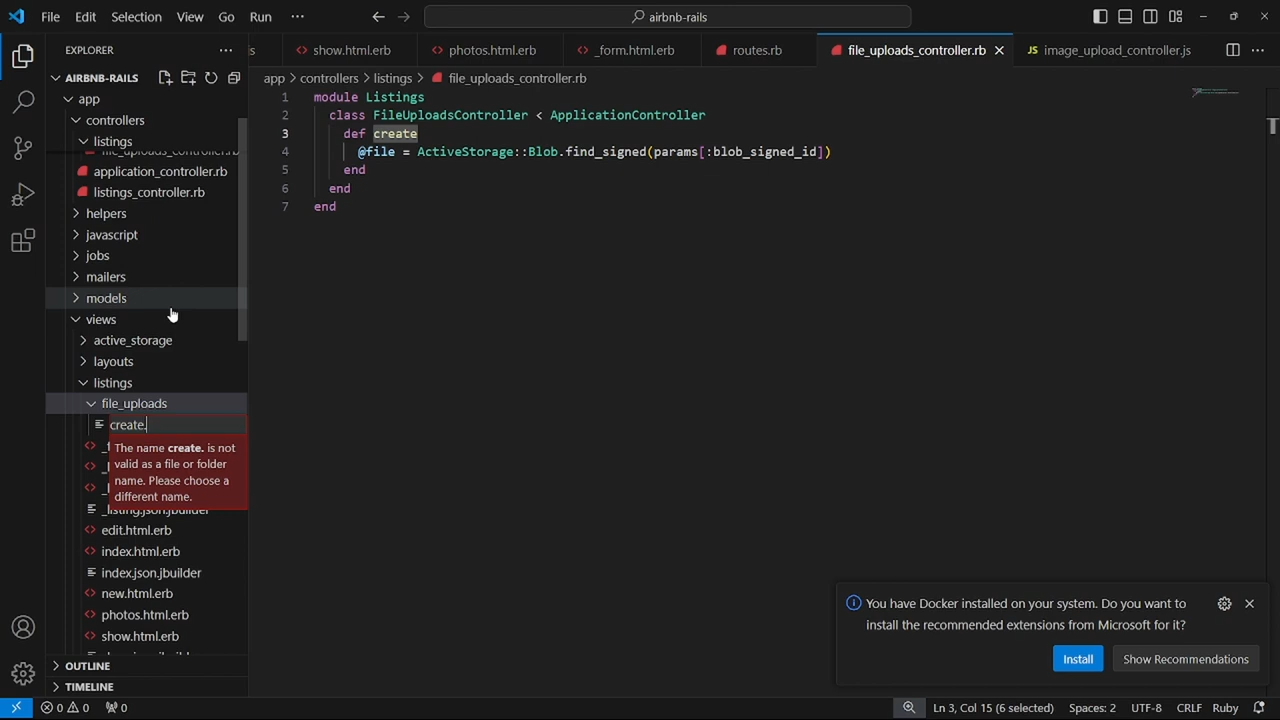 File Edit Selection View Go Run ··· airbnb-rails
EXPLORER ···
show.html.erb photos.html.erb _form.html.erb routes.rb file_uploads_controller.rb image_upload_controller.js ···
AIRBNB-RAILS
app > controllers > listings > file_uploads_controller.rb
app
controllers
listings
file_uploads_controller.rb
application_controller.rb
listings_controller.rb
helpers
javascript
jobs
mailers
models
views
active_storage
layouts
listings
file_uploads
create.
The name create. is not
valid as a file or folder
name. Please choose a
different name.
_listing.json.jbuilder
edit.html.erb
index.html.erb
index.json.jbuilder
new.html.erb
photos.html.erb
show.html.erb
OUTLINE
TIMELINE
1 module Listings
2 class FileUploadsController < ApplicationController
3 def create
4 @file = ActiveStorage::Blob.find_signed(params[:blob_signed_id])
5 end
6 end
7 end
You have Docker installed on your system. Do you want to
install the recommended extensions from Microsoft for it?
Install Show Recommendations
0 0 0 Ln 3, Col 15 (6 selected) Spaces: 2 UTF-8 CRLF Ruby